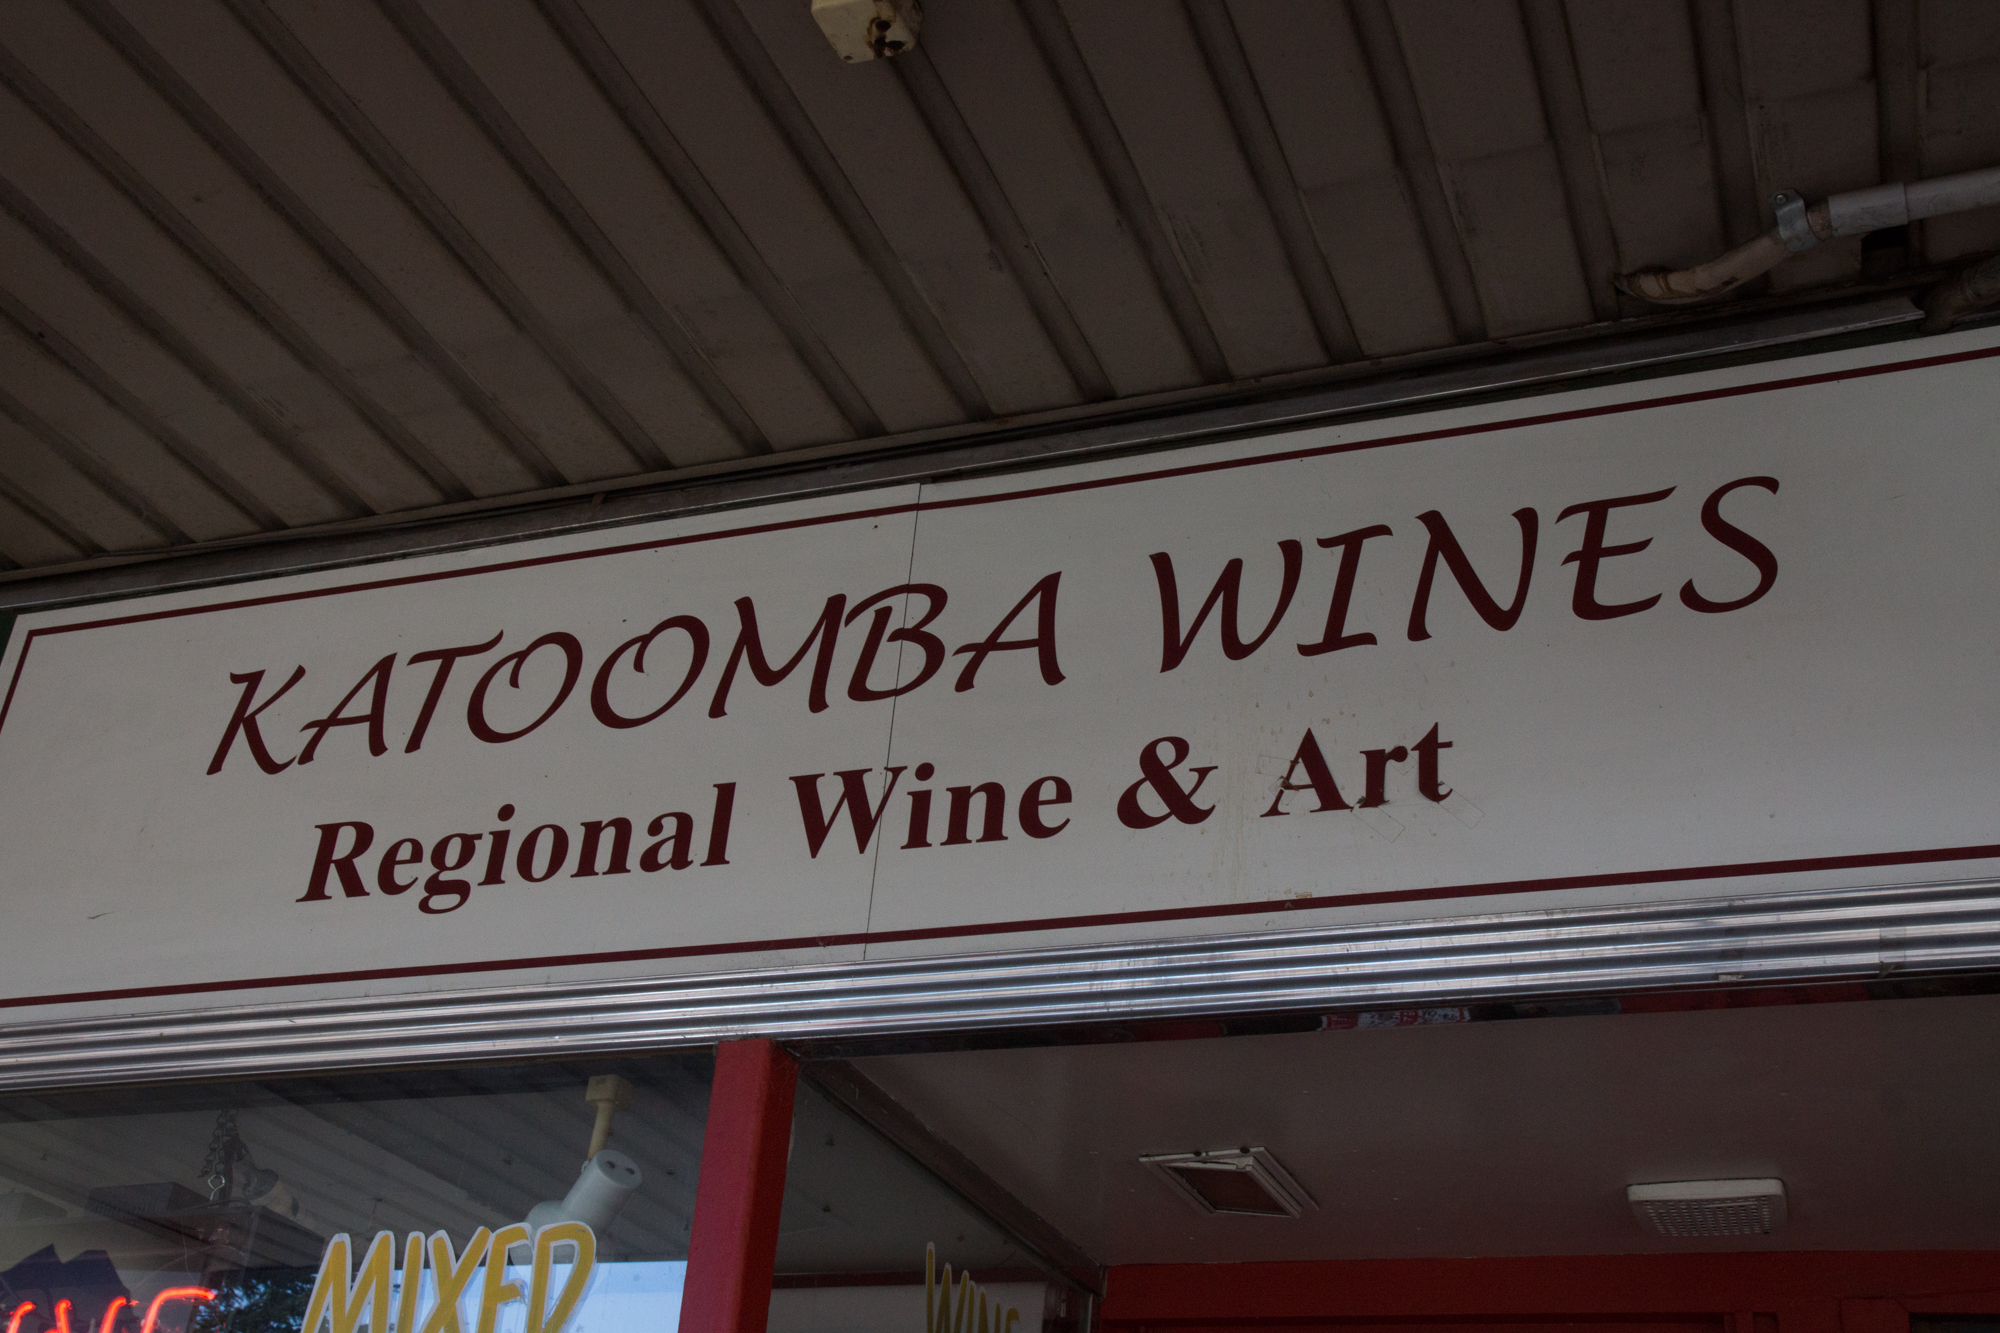 KATOOMBA WINES
Regional Wine & Art
MIXED